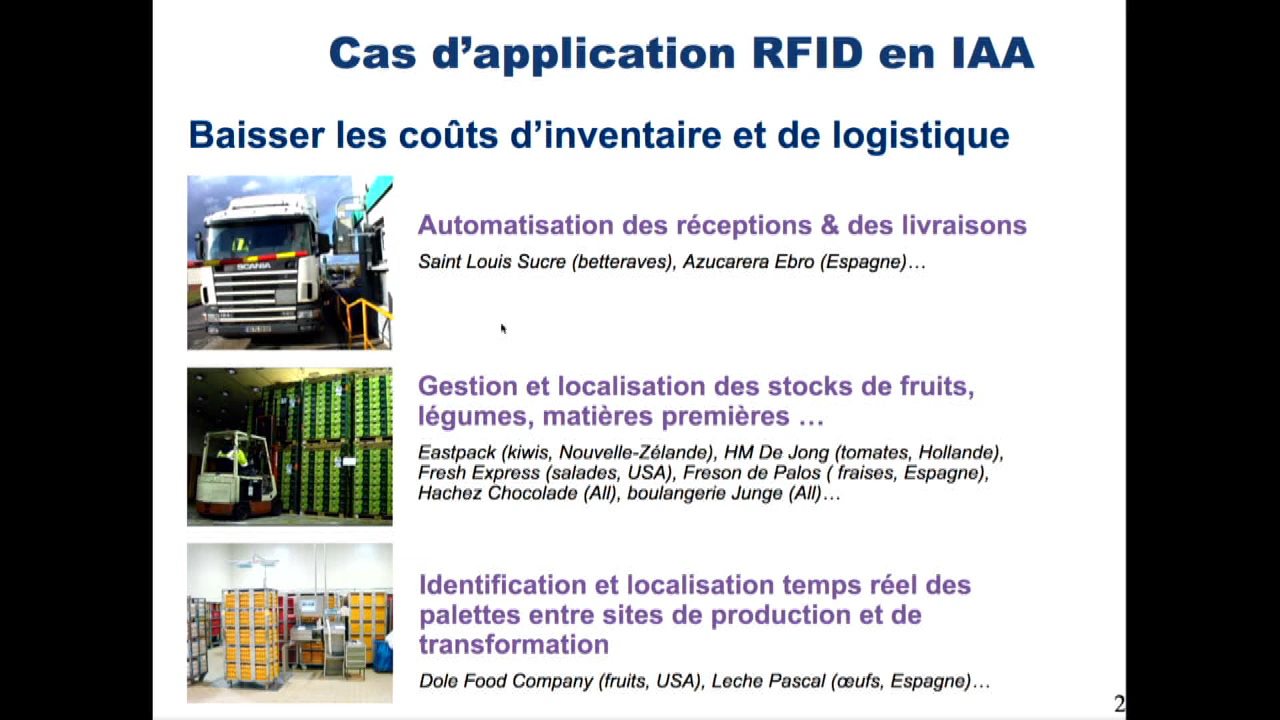 Cas d’application RFID en IAA
Baisser les coûts d’inventaire et de logistique
SCANIA
Automatisation des réceptions & des livraisons
Saint Louis Sucre (betteraves), Azucarera Ebro (Espagne)…
Gestion et localisation des stocks de fruits,
légumes, matières premières …
Eastpack (kiwis, Nouvelle-Zélande), HM De Jong (tomates, Hollande),
Fresh Express (salades, USA), Freson de Palos ( fraises, Espagne),
Hachez Chocolade (All), boulangerie Junge (All)…
Identification et localisation temps réel des
palettes entre sites de production et de
transformation
Dole Food Company (fruits, USA), Leche Pascal (œufs, Espagne)…
2